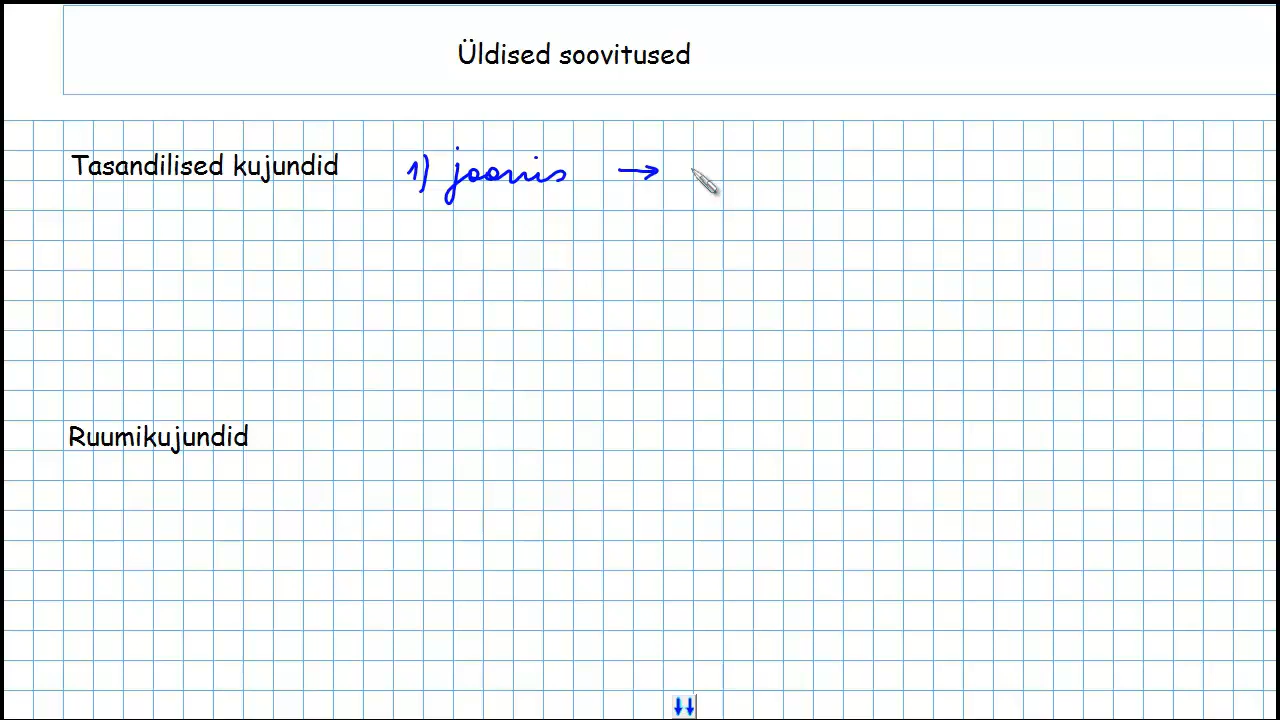 Üldised soovitused
Tasandilised kujundid 1) joonis →
Ruumikujundid